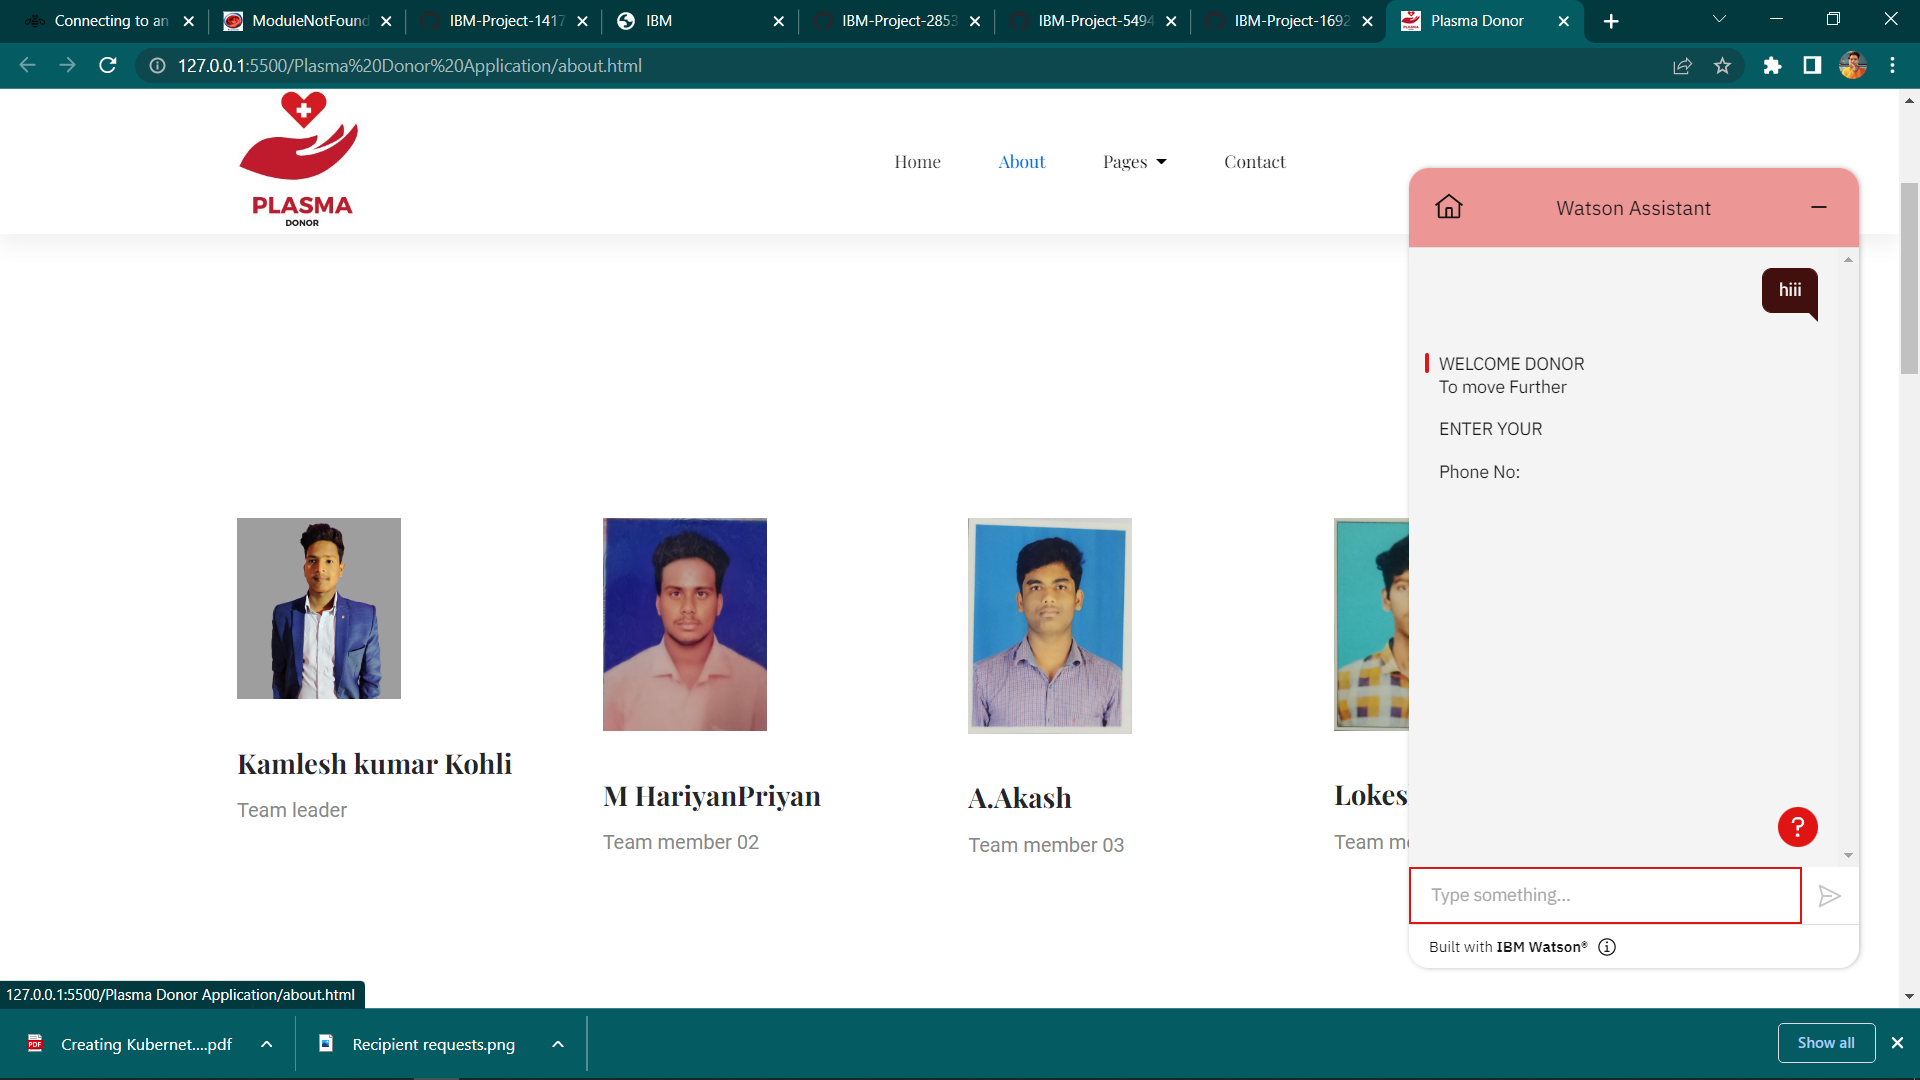 Connecting to an
ModuleNotFound
IBM-Project-1417
IBM
IBM-Project-2853
IBM-Project-5494
IBM-Project-1692
Plasma Donor
127.0.0.1:5500/Plasma%20Donor%20Application/about.html
PLASMA
DONOR
Home
About
Pages
Contact
Watson Assistant
hiii
WELCOME DONOR
To move Further
ENTER YOUR
Phone No:
Kamlesh kumar Kohli
Team leader
M HariyanPriyan
Team member 02
A.Akash
Team member 03
Lokes
Team me
?
Type something...
Built with IBM Watson®
127.0.0.1:5500/Plasma Donor Application/about.html
PDF
Creating Kubernet....pdf
Recipient requests.png
Show all